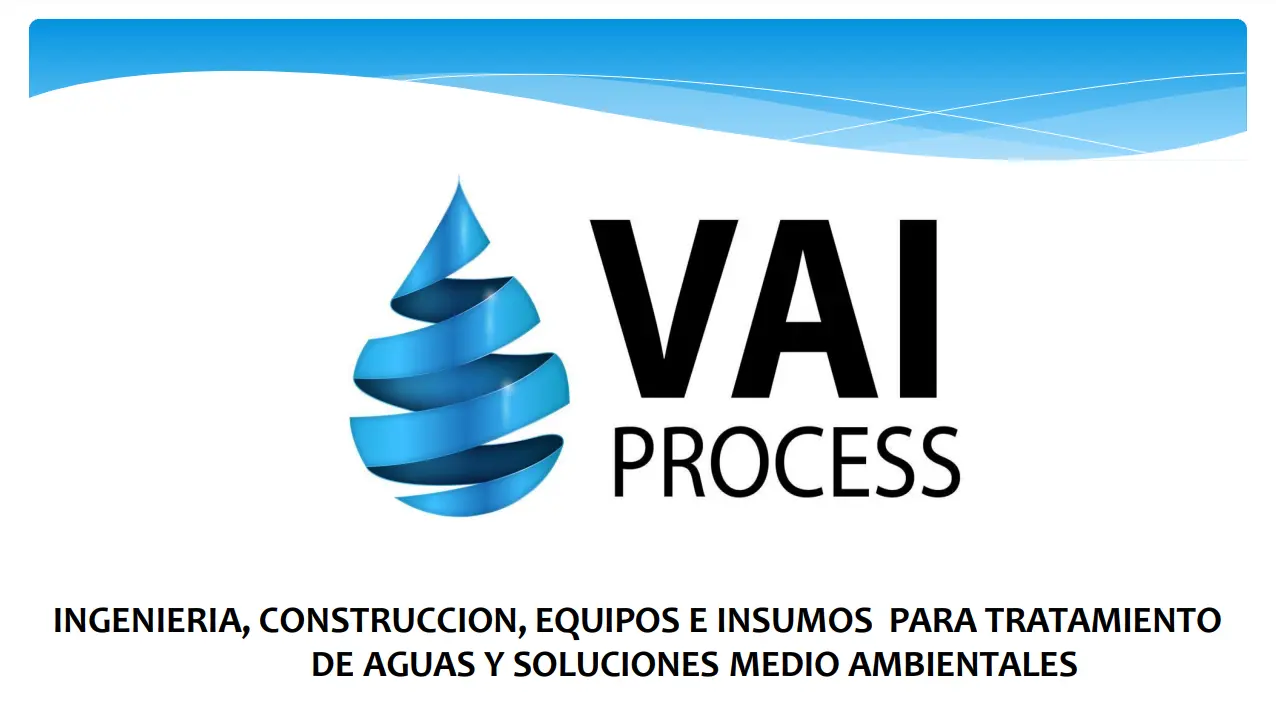 VAI
PROCESS
INGENIERIA, CONSTRUCCION, EQUIPOS E INSUMOS PARA TRATAMIENTO
DE AGUAS Y SOLUCIONES MEDIO AMBIENTALES